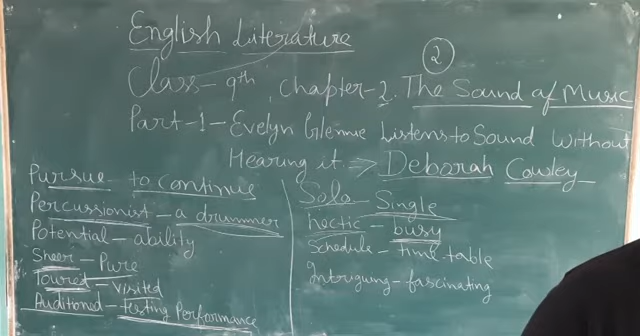 English Literature
2
Class - 9th, Chapter-2. The Sound of Music
Part-1- Evelyn Glennie Listens to Sound Without
Hearing it ⇒ Deborah Cowley
Pursue - to continue
Percussionist - a drummer
Potential - ability
Sheer - Pure
Toured - visited
Auditioned - testing Performance
Solo - Single
hectic - busy
Schedule - time-table
Intriguing - fascinating